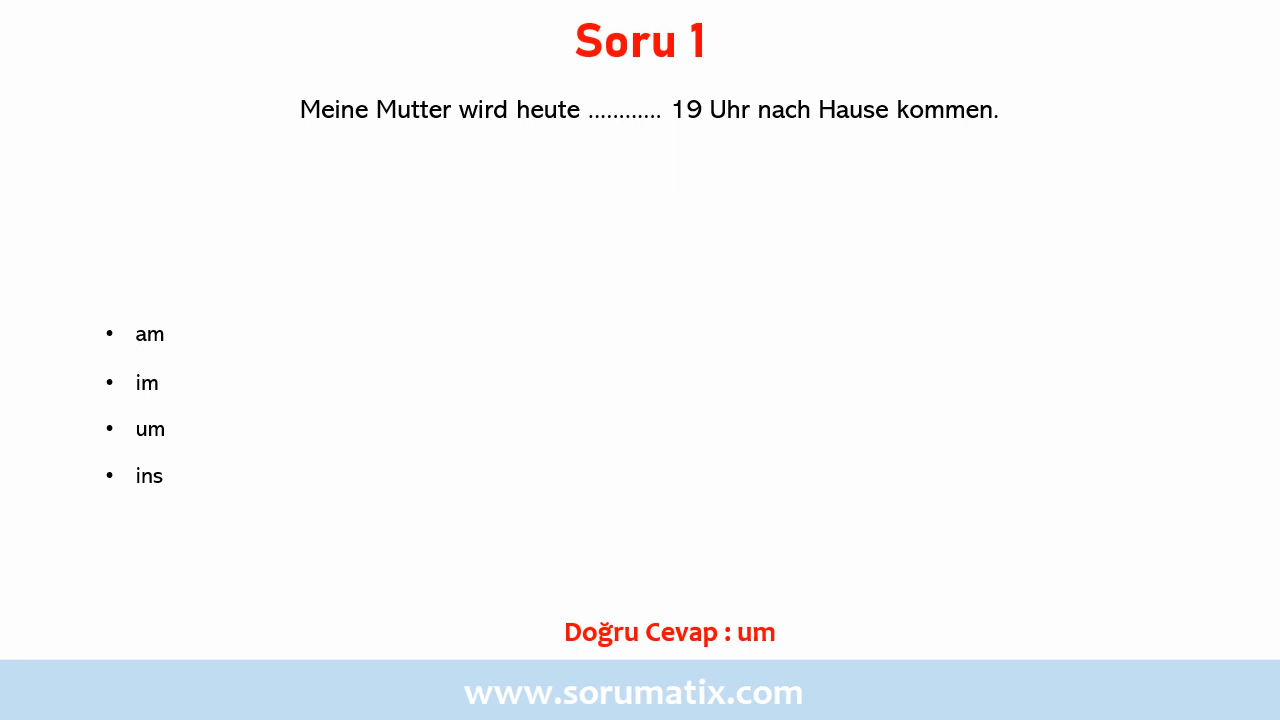 Soru 1
Meine Mutter wird heute ............ 19 Uhr nach Hause kommen.
• am
• im
• um
• ins
Doğru Cevap : um
www.sorumatix.com